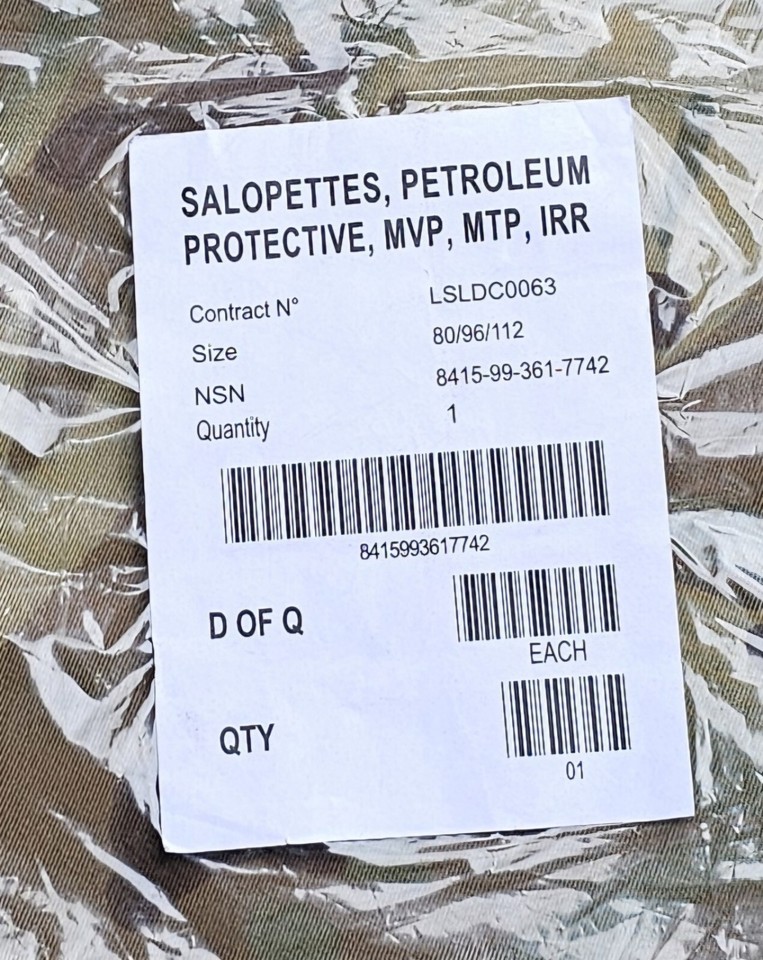 SALOPETTES, PETROLEUM
PROTECTIVE, MVP, MTP, IRR
Contract N° LSLDC0063
Size 80/96/112
NSN 8415-99-361-7742
Quantity 1
8415993617742
D OF Q EACH
QTY 01